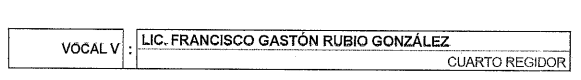 VOCAL V : LIC. FRANCISCO GASTÓN RUBIO GONZÁLEZ
CUARTO REGIDOR